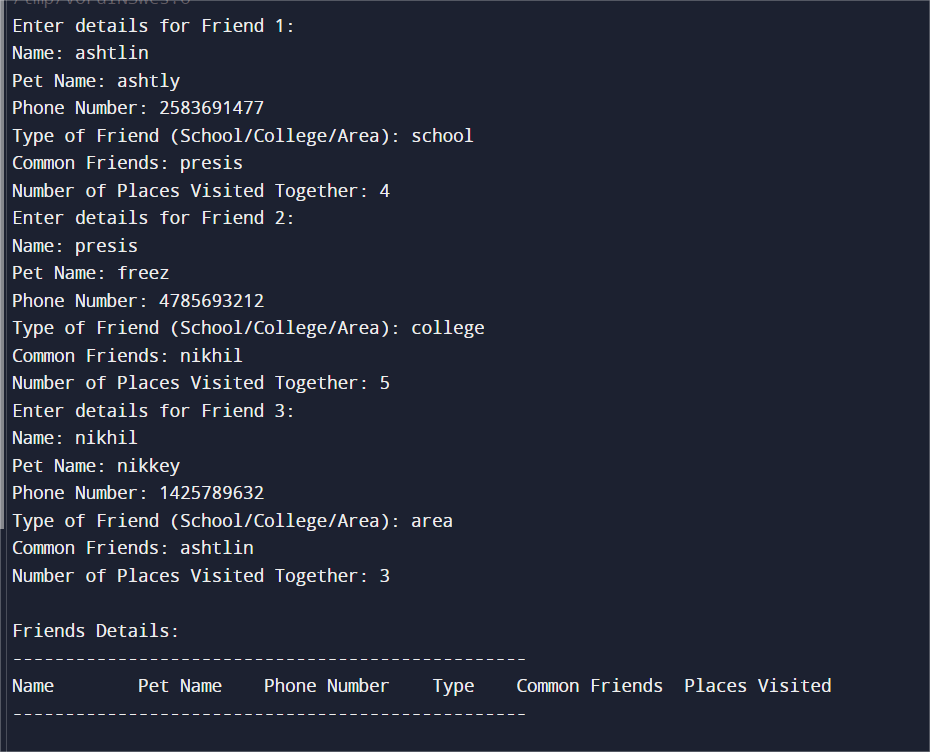 Enter details for Friend 1:
Name: ashtlin
Pet Name: ashtly
Phone Number: 2583691477
Type of Friend (School/College/Area): school
Common Friends: presis
Number of Places Visited Together: 4
Enter details for Friend 2:
Name: presis
Pet Name: freez
Phone Number: 4785693212
Type of Friend (School/College/Area): college
Common Friends: nikhil
Number of Places Visited Together: 5
Enter details for Friend 3:
Name: nikhil
Pet Name: nikkey
Phone Number: 1425789632
Type of Friend (School/College/Area): area
Common Friends: ashtlin
Number of Places Visited Together: 3
Friends Details:
-------------------------------------------------
Name        Pet Name    Phone Number    Type    Common Friends  Places Visited
-------------------------------------------------